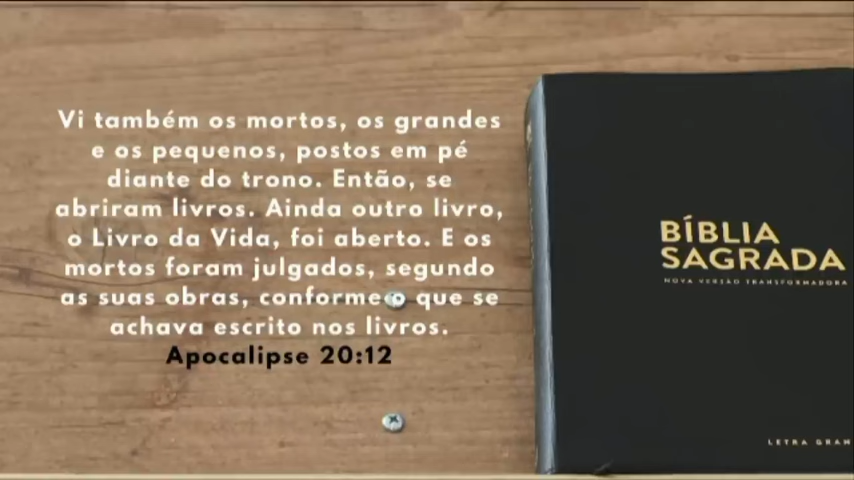 Vi também os mortos, os grandes
e os pequenos, postos em pé
diante do trono. Então, se
abriram livros. Ainda outro livro,
o Livro da Vida, foi aberto. E os
mortos foram julgados, segundo
as suas obras, conforme o que se
achava escrito nos livros.
Apocalipse 20:12
BÍBLIA
SAGRADA
NOVA VERSÃO TRANSFORMADORA
LETRA GRAN